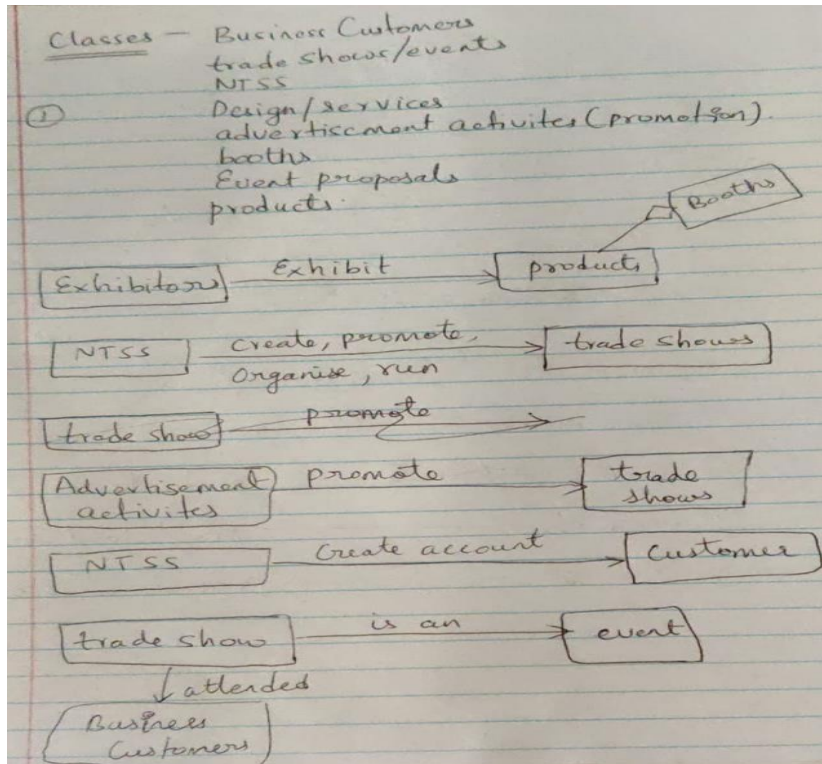 Classes - Business Customers
trade shows/events
NTSS
① Design/services
advertisement activites (promotion).
booths
Event proposals
products.
Booths
Exhibitors Exhibit products
NTSS Create, promote, trade shows
Organise, run
trade show promote
Advertisement promote trade
activites shows
NTSS Create account Customer
trade show is an event
attended
Business
Customers